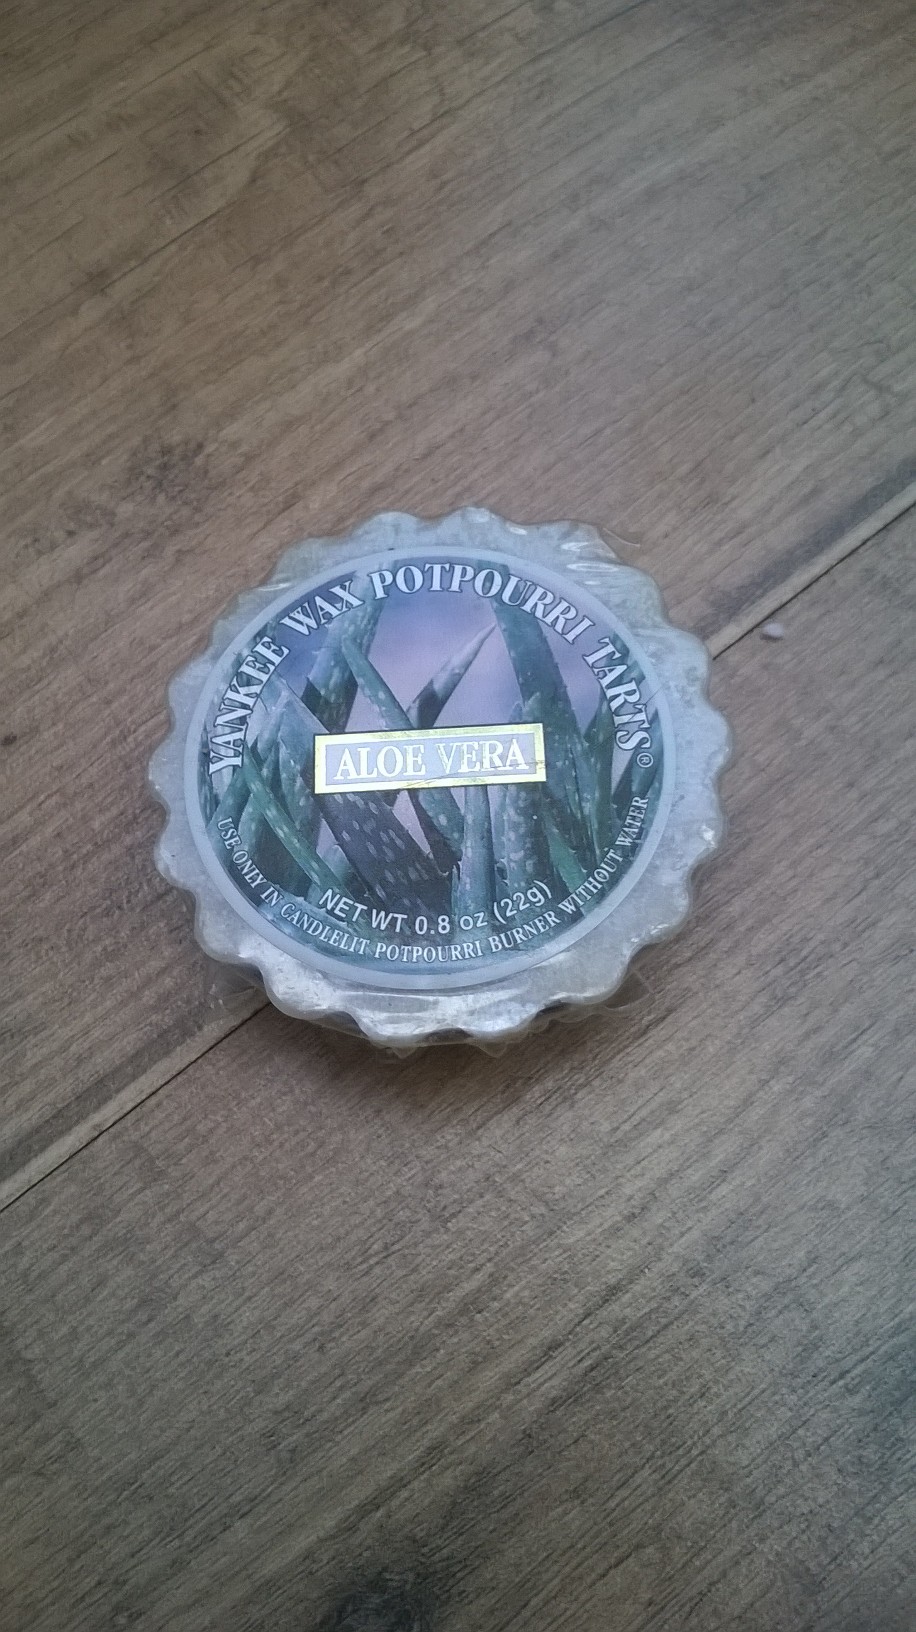 YANKEE WAX POTPOURRI TARTS®
ALOE VERA
NET WT 0.8 oz (22g)
USE ONLY IN CANDLELIT POTPOURRI BURNER WITHOUT WATER